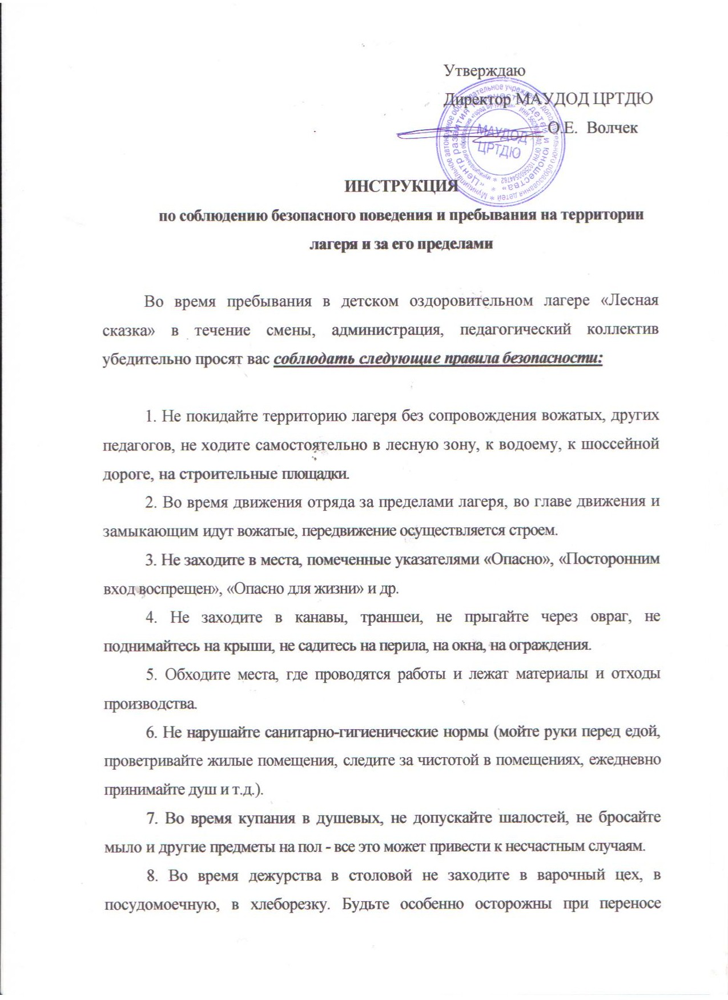 Утверждаю
Директор МАУДОД ЦРТДЮ
О.Е. Волчек
МАУДОД
ЦРТДЮ
ИНСТРУКЦИЯ
по соблюдению безопасного поведения и пребывания на территории
лагеря и за его пределами
Во время пребывания в детском оздоровительном лагере «Лесная
сказка» в течение смены, администрация, педагогический коллектив
убедительно просят вас соблюдать следующие правила безопасности:
1. Не покидайте территорию лагеря без сопровождения вожатых, других
педагогов, не ходите самостоятельно в лесную зону, к водоему, к шоссейной
дороге, на строительные площадки.
2. Во время движения отряда за пределами лагеря, во главе движения и
замыкающим идут вожатые, передвижение осуществляется строем.
3. Не заходите в места, помеченные указателями «Опасно», «Посторонним
вход воспрещен», «Опасно для жизни» и др.
4. Не заходите в канавы, траншеи, не прыгайте через овраг, не
поднимайтесь на крыши, не садитесь на перила, на окна, на ограждения.
5. Обходите места, где проводятся работы и лежат материалы и отходы
производства.
6. Не нарушайте санитарно-гигиенические нормы (мойте руки перед едой,
проветривайте жилые помещения, следите за чистотой в помещениях, ежедневно
принимайте душ и т.д.).
7. Во время купания в душевых, не допускайте шалостей, не бросайте
мыло и другие предметы на пол - все это может привести к несчастным случаям.
8. Во время дежурства в столовой не заходите в варочный цех, в
посудомоечную, в хлеборезку. Будьте особенно осторожны при переносе